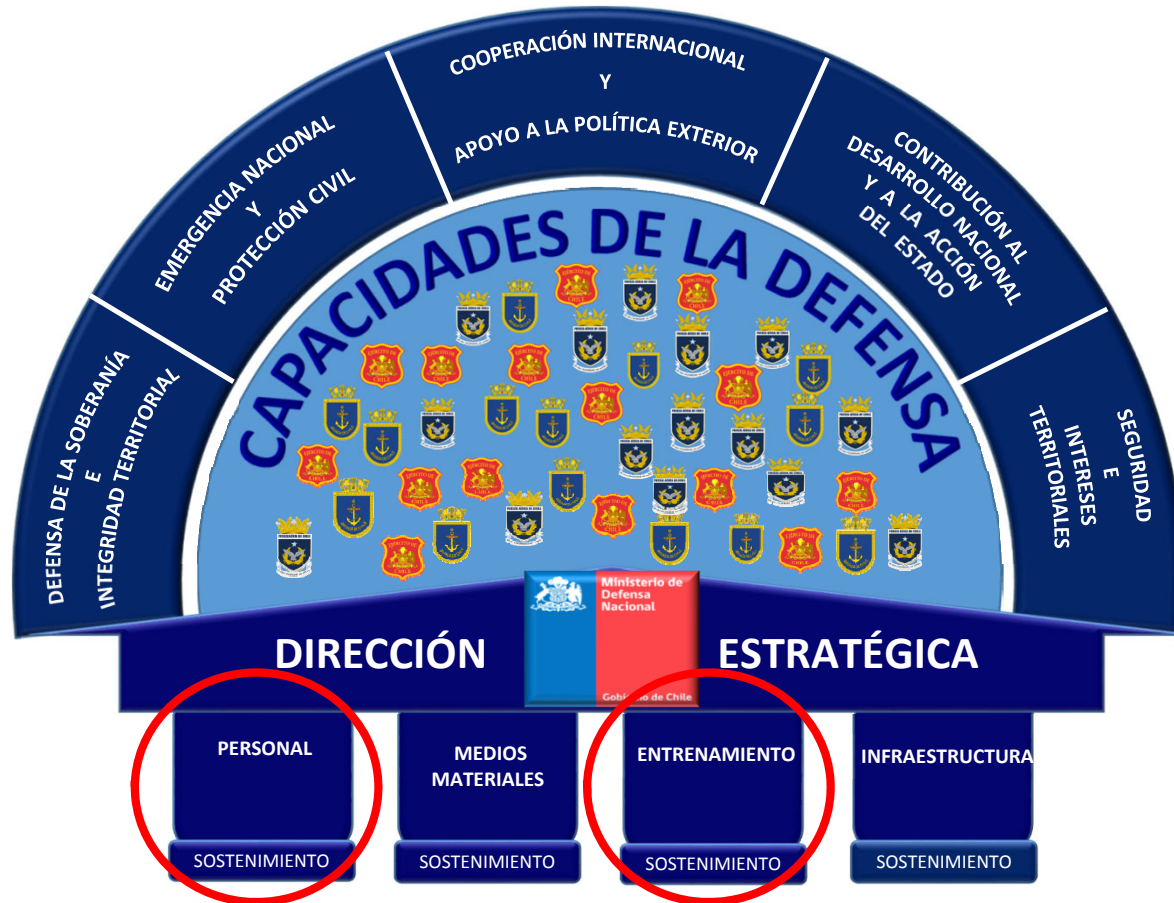 COOPERACIÓN INTERNACIONAL
Y
APOYO A LA POLÍTICA EXTERIOR
EMERGENCIA NACIONAL
Y
PROTECCIÓN CIVIL
CONTRIBUCIÓN AL
DESARROLLO NACIONAL
Y A LA ACCIÓN
DEL ESTADO
DEFENSA DE LA SOBERANÍA
E
INTEGRIDAD TERRITORIAL
SEGURIDAD
E
INTERESES
TERRITORIALES
CAPACIDADES DE LA DEFENSA
Ministerio de
Defensa
Nacional
DIRECCIÓN ESTRATÉGICA
Gobierno de Chile
PERSONAL
MEDIOS
MATERIALES
ENTRENAMIENTO
INFRAESTRUCTURA
SOSTENIMIENTO
SOSTENIMIENTO
SOSTENIMIENTO
SOSTENIMIENTO